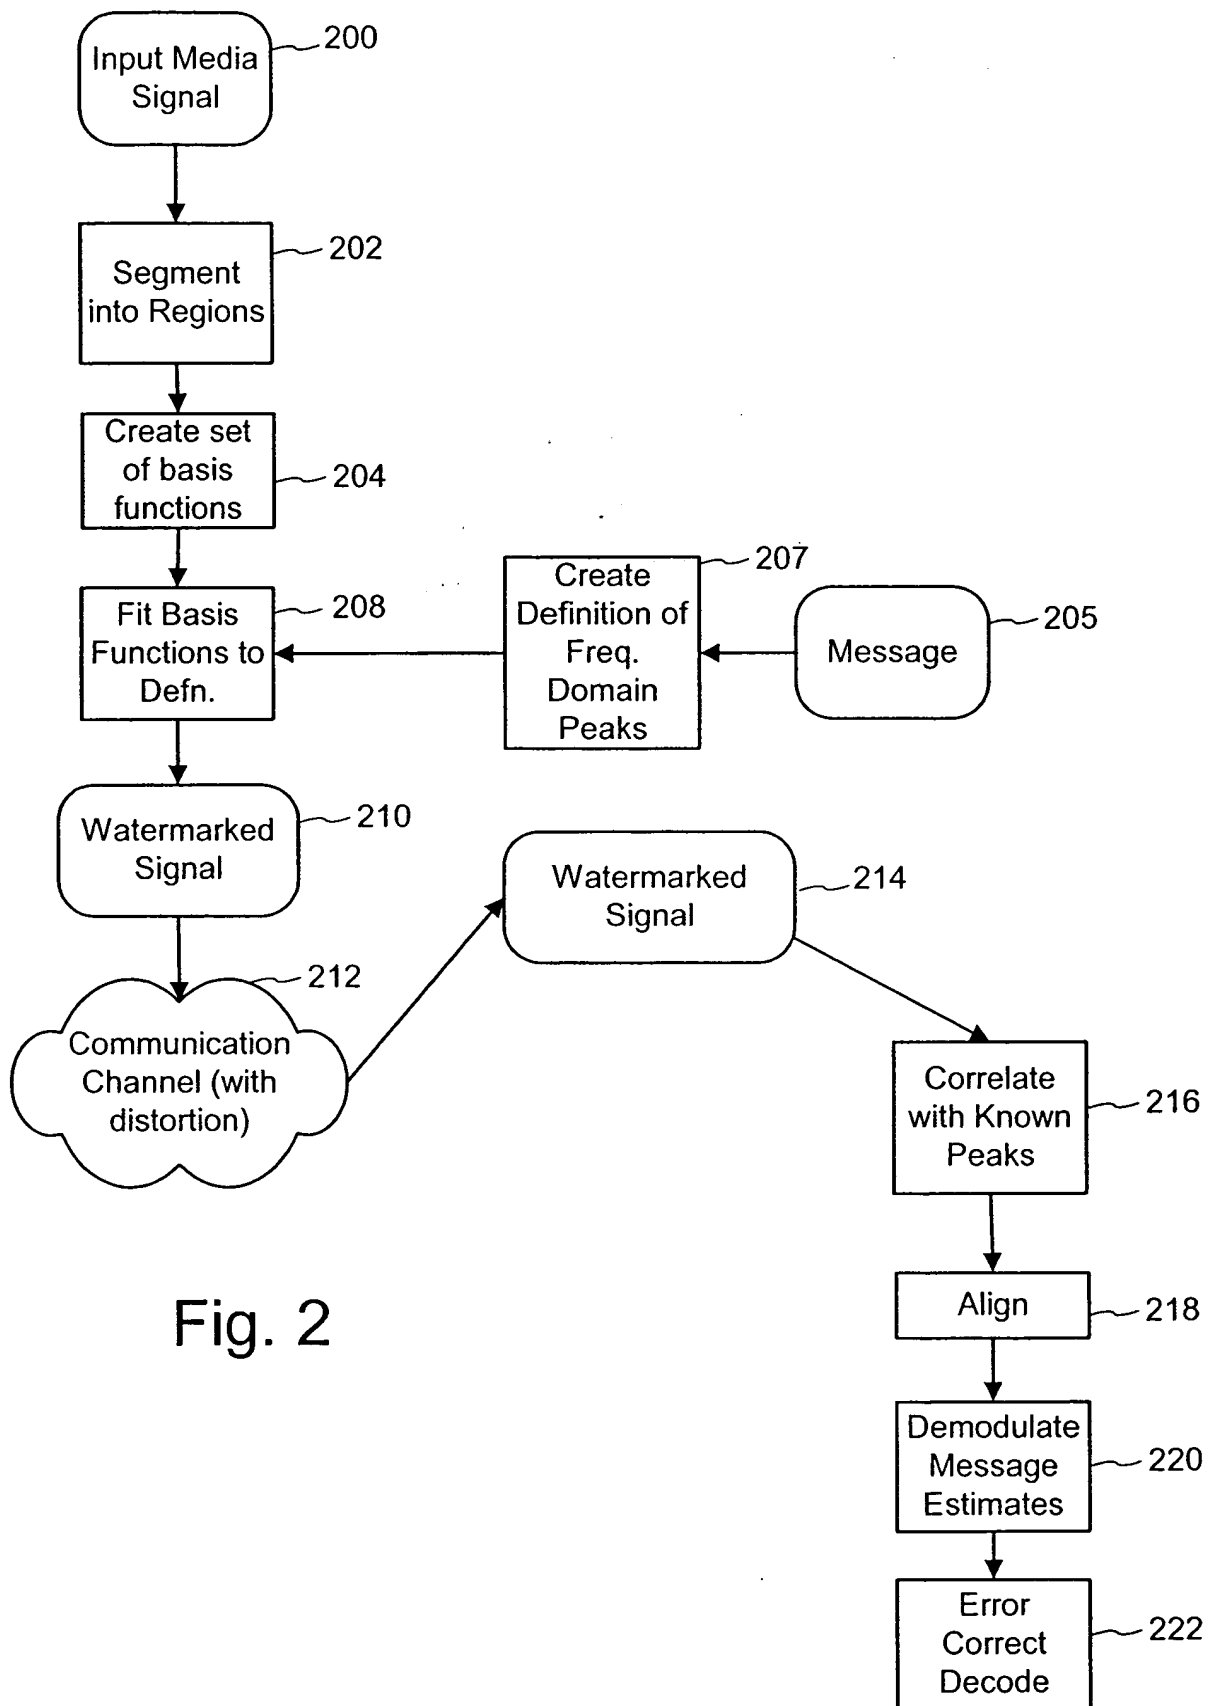 Input Media
Signal
200
Segment
into Regions
202
Create set
of basis
functions
204
Fit Basis
Functions to
Defn.
208
Create
Definition of
Freq.
Domain
Peaks
207
Message
205
Watermarked
Signal
210
Watermarked
Signal
214
Communication
Channel (with
distortion)
212
Correlate
with Known
Peaks
216
Align
218
Fig. 2
Demodulate
Message
Estimates
220
Error
Correct
Decode
222